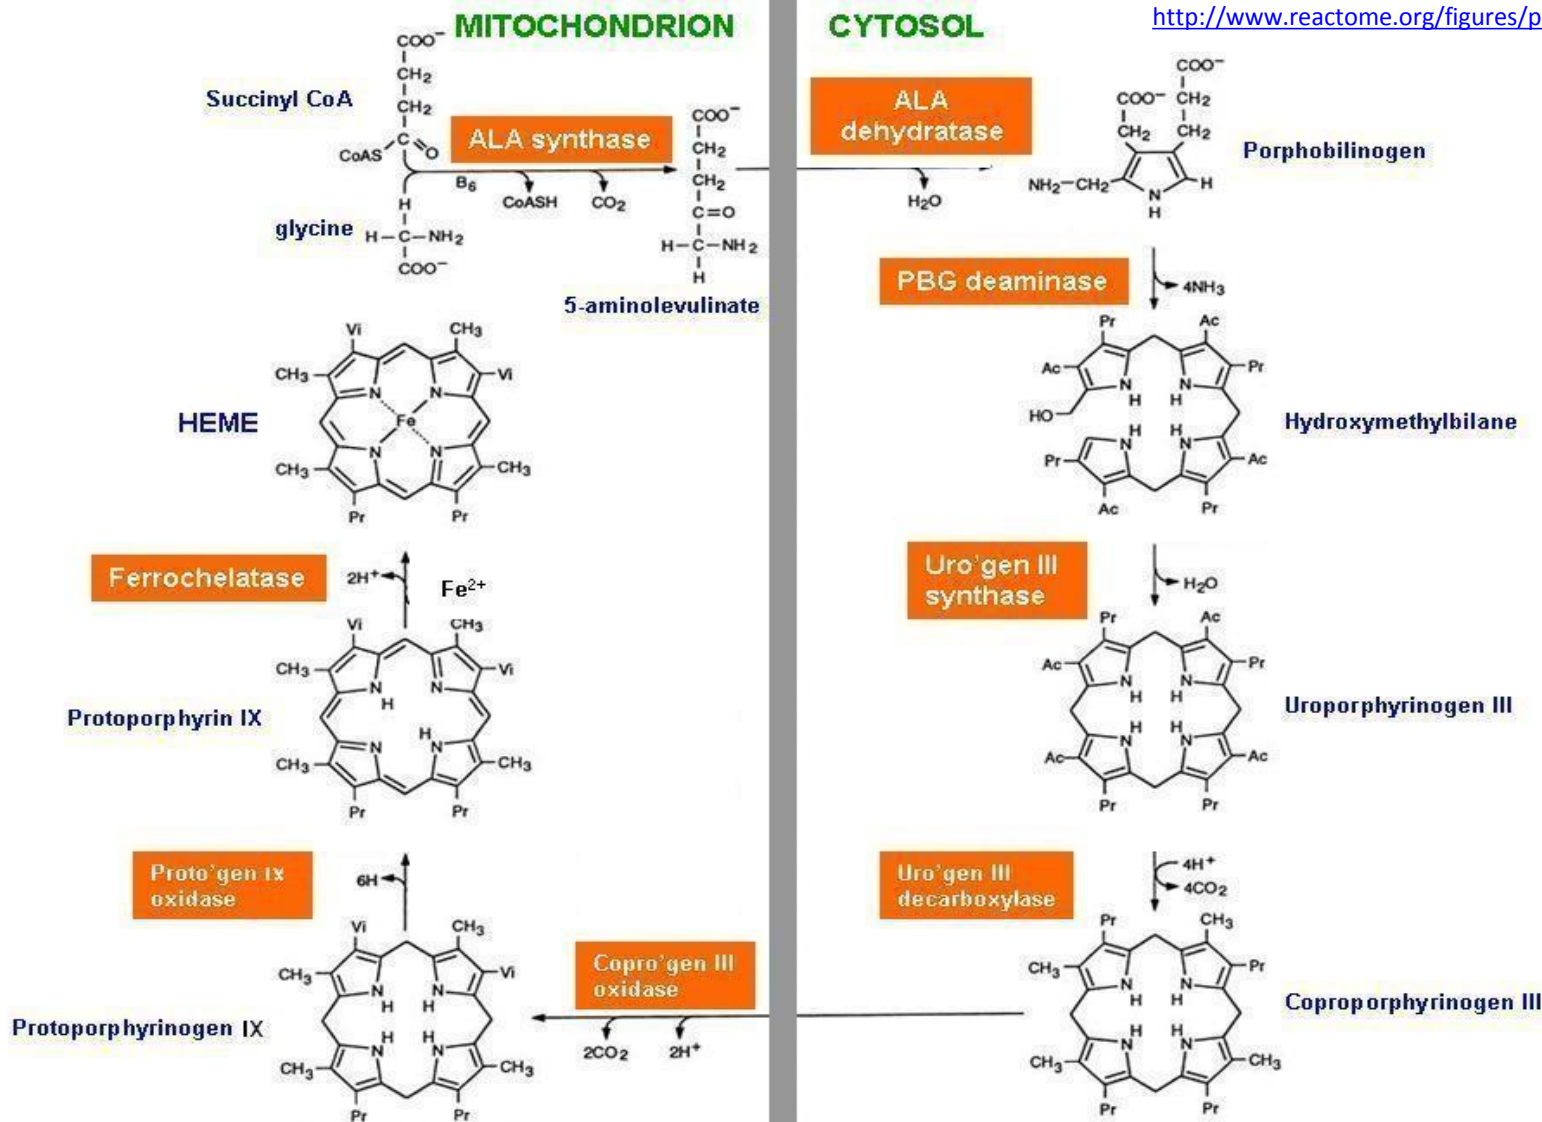 MITOCHONDRION
CYTOSOL
http://www.reactome.org/figures/p
COO⁻
CH₂
CH₂
C
O
CoAS
Succinyl CoA
ALA synthase
B₆
CoASH
CO₂
H
glycine
H–C–NH₂
COO⁻
COO⁻
CH₂
CH₂
C=O
H–C–NH₂
H
5-aminolevulinate
ALA
dehydratase
H₂O
COO⁻
COO⁻ CH₂
CH₂ CH₂
NH₂–CH₂
N
H
H
Porphobilinogen
PBG deaminase
4NH₃
Pr
Ac
Ac
Pr
N
N
H
H
HO
H
H
N
N
Pr
Ac
Ac
Pr
Hydroxymethylbilane
Uro'gen III
synthase
H₂O
Pr
Ac
Ac
Pr
N
N
H
H
H
H
N
N
Ac
Ac
Pr
Pr
Uroporphyrinogen III
Uro'gen III
decarboxylase
4H⁺
4CO₂
Pr
CH₃
CH₃
Pr
N
N
H
H
H
H
N
N
CH₃
CH₃
Pr
Pr
Coproporphyrinogen III
Copro'gen III
oxidase
2CO₂
2H⁺
Vi
CH₃
CH₃
Vi
N
N
H
H
H
H
N
N
CH₃
CH₃
Pr
Pr
Protoporphyrinogen IX
Proto'gen IX
oxidase
6H
Vi
CH₃
CH₃
Vi
N
N
H
H
N
N
CH₃
CH₃
Pr
Pr
Protoporphyrin IX
Ferrochelatase
2H⁺
Fe²⁺
Vi
CH₃
CH₃
Vi
N
N
Fe
N
N
CH₃
CH₃
Pr
Pr
HEME